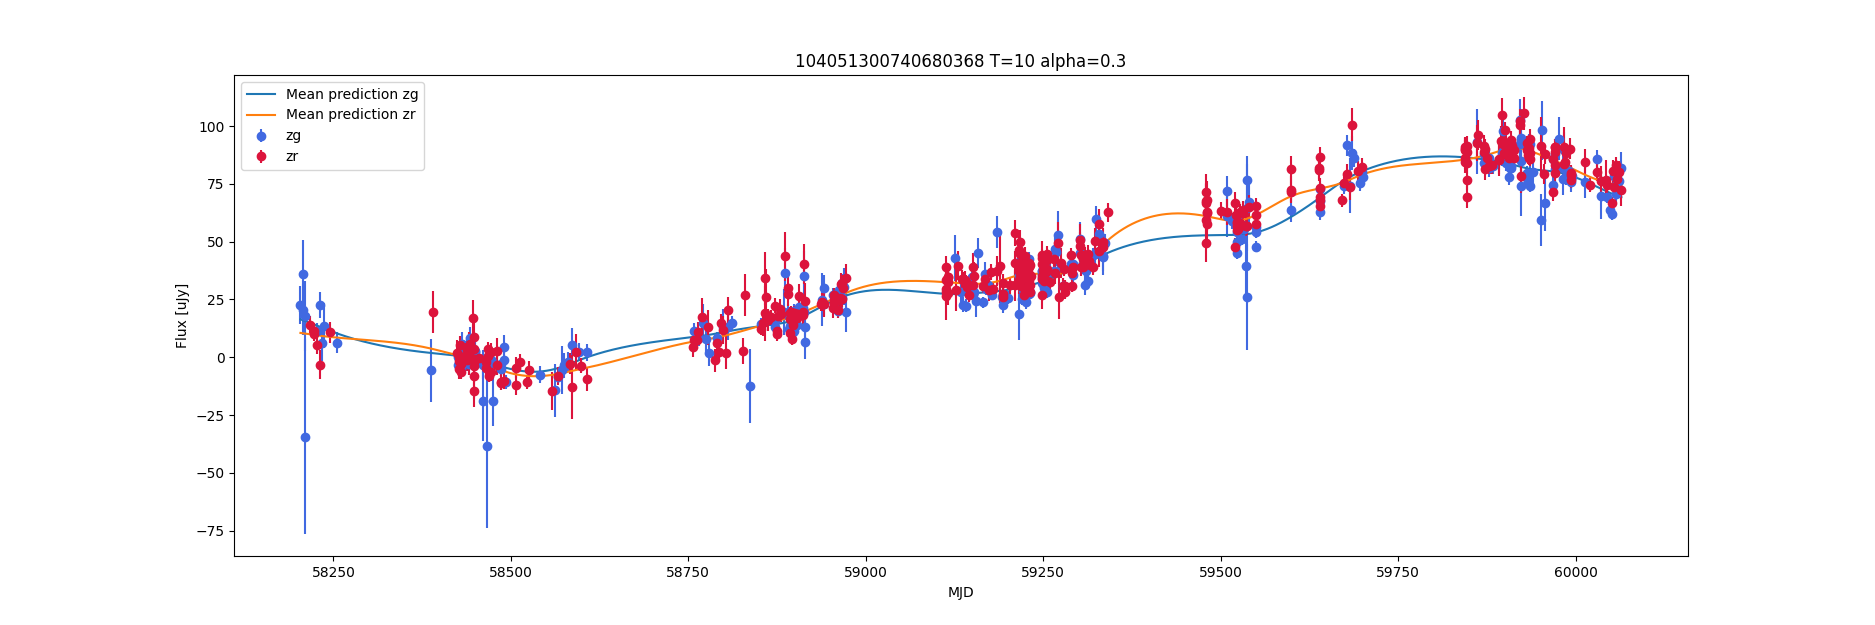 104051300740680368 T=10 alpha=0.3
Mean prediction zg
Mean prediction zr
zg
zr
100
75
50
25
0
−25
−50
−75
Flux [uJy]
58250 58500 58750 59000 59250 59500 59750 60000
MJD